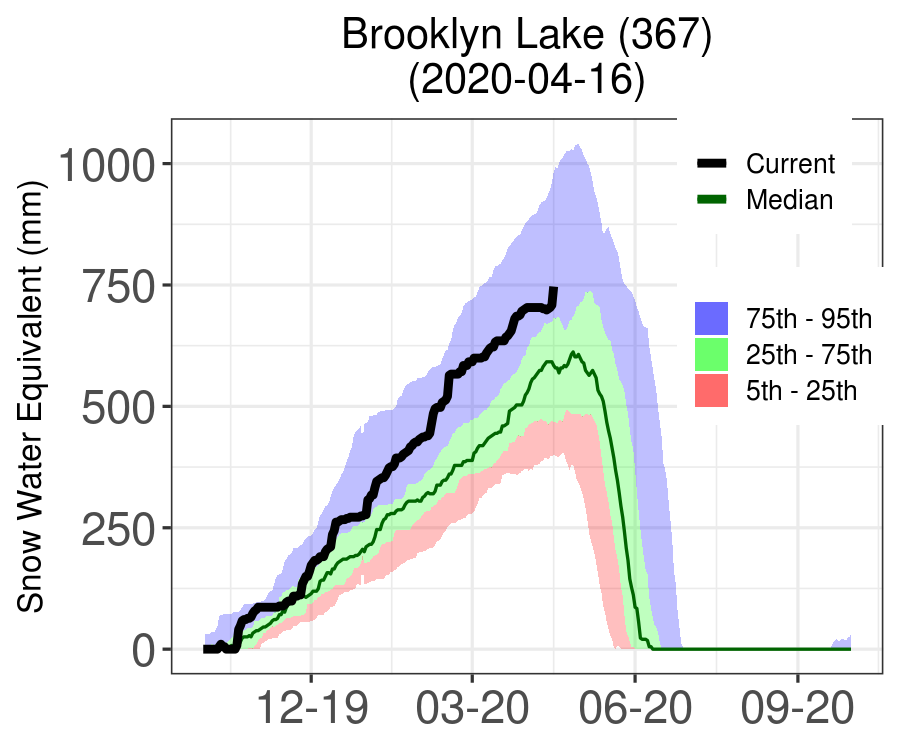 Brooklyn Lake (367)
(2020-04-16)
Snow Water Equivalent (mm)
1000
750
500
250
0
12-19
03-20
06-20
09-20
Current
Median
75th - 95th
25th - 75th
5th - 25th